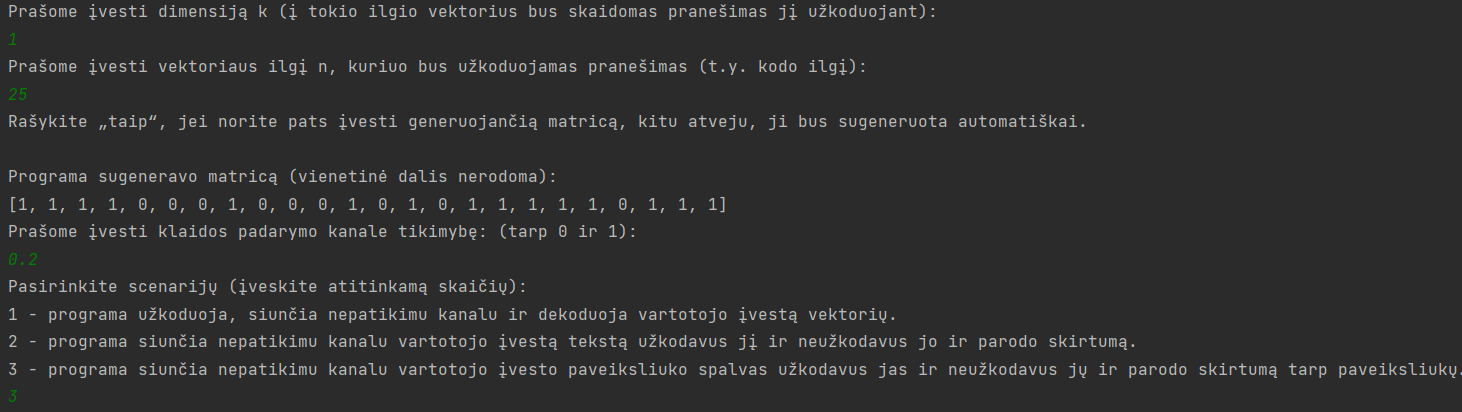 Prašome įvesti dimensiją k (į tokio ilgio vektorius bus skaidomas pranešimas jį užkoduojant):
1
Prašome įvesti vektoriaus ilgį n, kuriuo bus užkoduojamas pranešimas (t.y. kodo ilgį):
25
Rašykite „taip“, jei norite pats įvesti generuojančią matricą, kitu atveju, ji bus sugeneruota automatiškai.
Programa sugeneravo matricą (vienetinė dalis nerodoma):
[1, 1, 1, 1, 0, 0, 0, 1, 0, 0, 0, 1, 0, 1, 0, 1, 1, 1, 1, 1, 0, 1, 1, 1]
Prašome įvesti klaidos padarymo kanale tikimybę: (tarp 0 ir 1):
0.2
Pasirinkite scenarijų (įveskite atitinkamą skaičių):
1 - programa užkoduoja, siunčia nepatikimu kanalu ir dekoduoja vartotojo įvestą vektorių.
2 - programa siunčia nepatikimu kanalu vartotojo įvestą tekstą užkodavus jį ir neužkodavus jo ir parodo skirtumą.
3 - programa siunčia nepatikimu kanalu vartotojo įvesto paveiksliuko spalvas užkodavus jas ir neužkodavus jų ir parodo skirtumą tarp paveiksliukų.
3